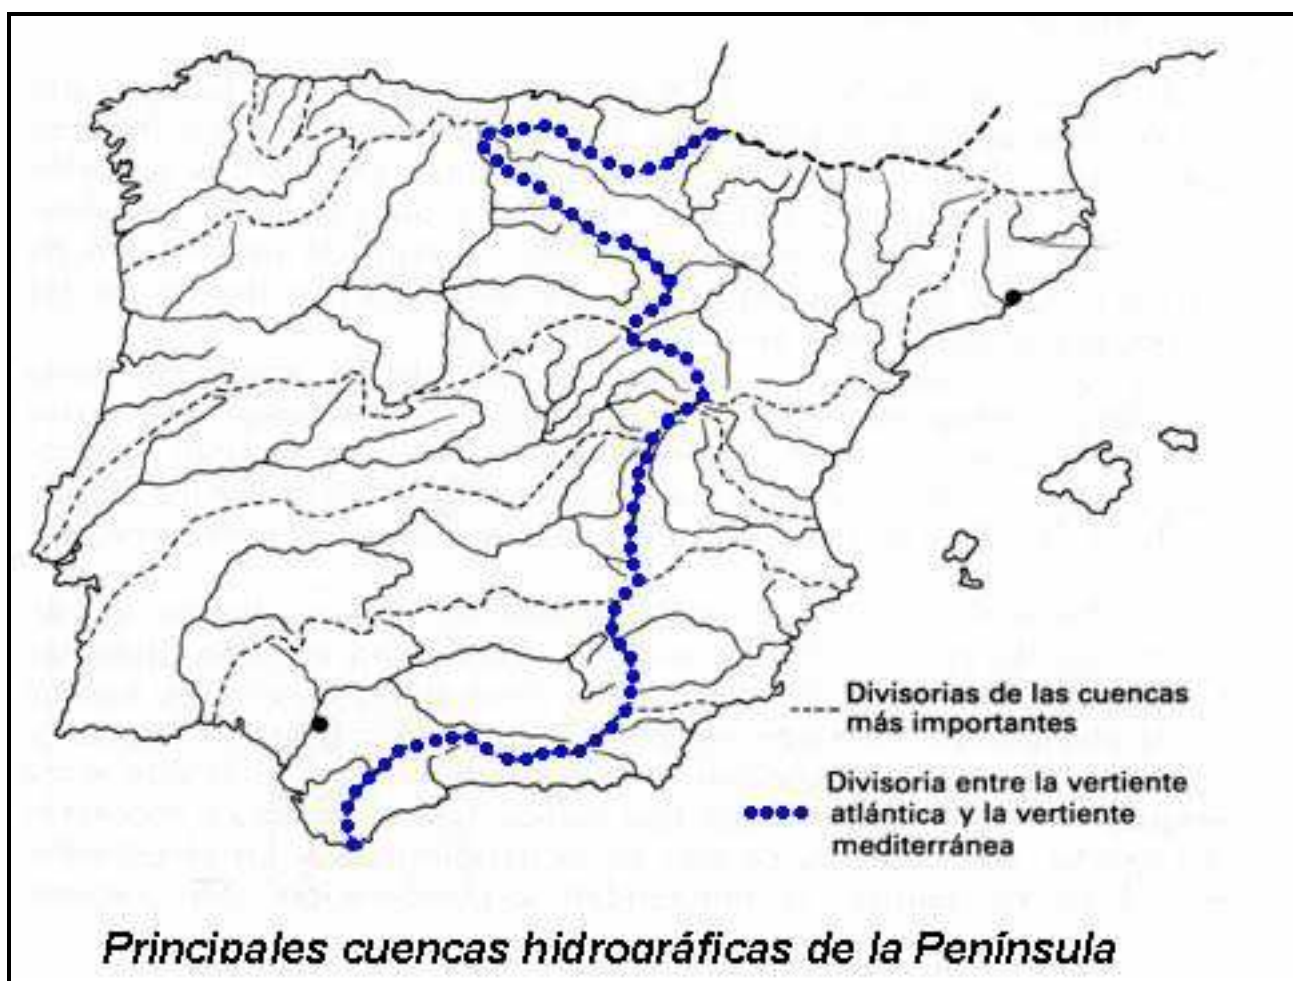 Divisorias de las cuencas
más importantes
Divisoria entre la vertiente
atlántica y la vertiente
mediterránea
Principales cuencas hidrográficas de la Península